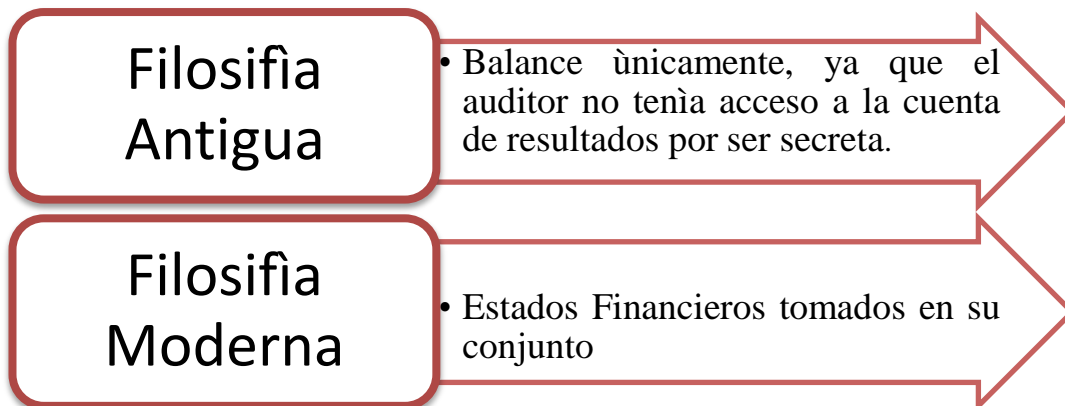 Filosifìa
Antigua
• Balance ùnicamente, ya que el
auditor no tenìa acceso a la cuenta
de resultados por ser secreta.
Filosifìa
Moderna
• Estados Financieros tomados en su
conjunto